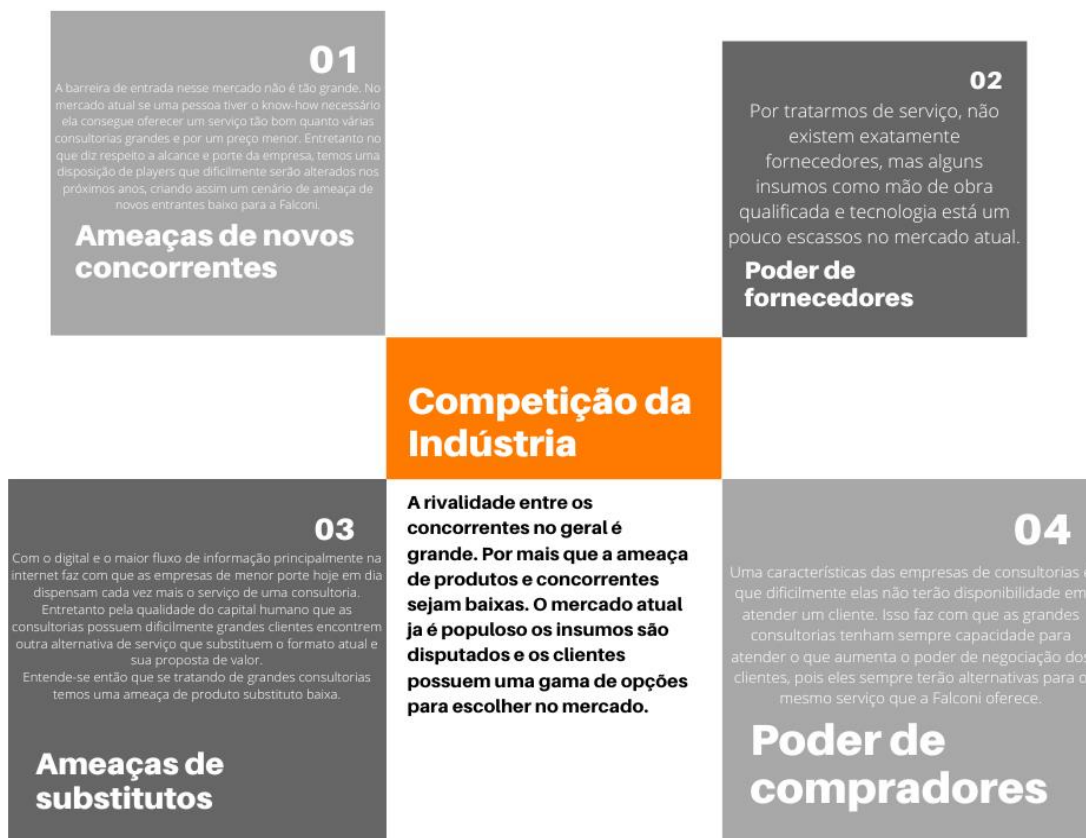 01
A barreira de entrada nesse mercado não é tão grande. No
mercado atual se uma pessoa tiver o know-how necessário
ela consegue oferecer um serviço tão bom quanto várias
consultorias grandes e por um preço menor. Entretanto no
que diz respeito a alcance e porte da empresa, temos uma
disposição de players que dificilmente serão alterados nos
próximos anos, criando assim um cenário de ameaça de
novos entrantes baixo para a Falconi.
Ameaças de novos
concorrentes
02
Por tratarmos de serviço, não
existem exatamente
fornecedores, mas alguns
insumos como mão de obra
qualificada e tecnologia está um
pouco escassos no mercado atual.
Poder de
fornecedores
Competição da
Indústria
A rivalidade entre os
concorrentes no geral é
grande. Por mais que a ameaça
de produtos e concorrentes
sejam baixas. O mercado atual
ja é populoso os insumos são
disputados e os clientes
possuem uma gama de opções
para escolher no mercado.
03
Com o digital e o maior fluxo de informação principalmente na
internet faz com que as empresas de menor porte hoje em dia
dispensam cada vez mais o serviço de uma consultoria.
Entretanto pela qualidade do capital humano que as
consultorias possuem dificilmente grandes clientes encontrem
outra alternativa de serviço que substituem o formato atual e
sua proposta de valor.
Entende-se então que se tratando de grandes consultorias
temos uma ameaça de produto substituto baixa.
Ameaças de
substitutos
04
Uma características das empresas de consultorias é
que dificilmente elas não terão disponibilidade em
atender um cliente. Isso faz com que as grandes
consultorias tenham sempre capacidade para
atender o que aumenta o poder de negociação dos
clientes, pois eles sempre terão alternativas para o
mesmo serviço que a Falconi oferece.
Poder de
compradores